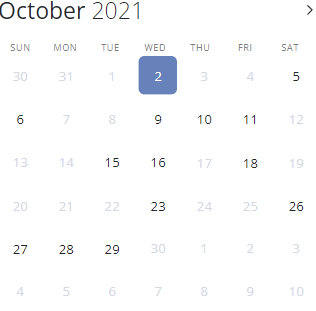 October 2021
SUN MON TUE WED THU FRI SAT
30 31 1 2 3 4 5
6 7 8 9 10 11 12
13 14 15 16 17 18 19
20 21 22 23 24 25 26
27 28 29 30 1 2 3
4 5 6 7 8 9 10